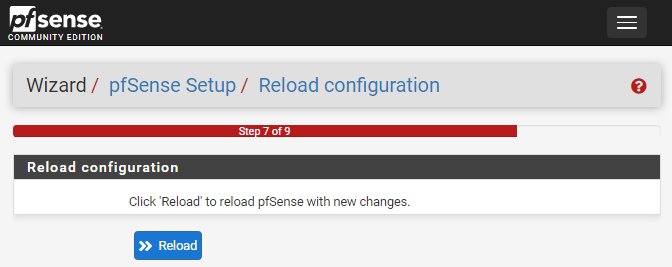 pfsense
COMMUNITY EDITION
Wizard / pfSense Setup / Reload configuration
Step 7 of 9
Reload configuration
Click 'Reload' to reload pfSense with new changes.
Reload